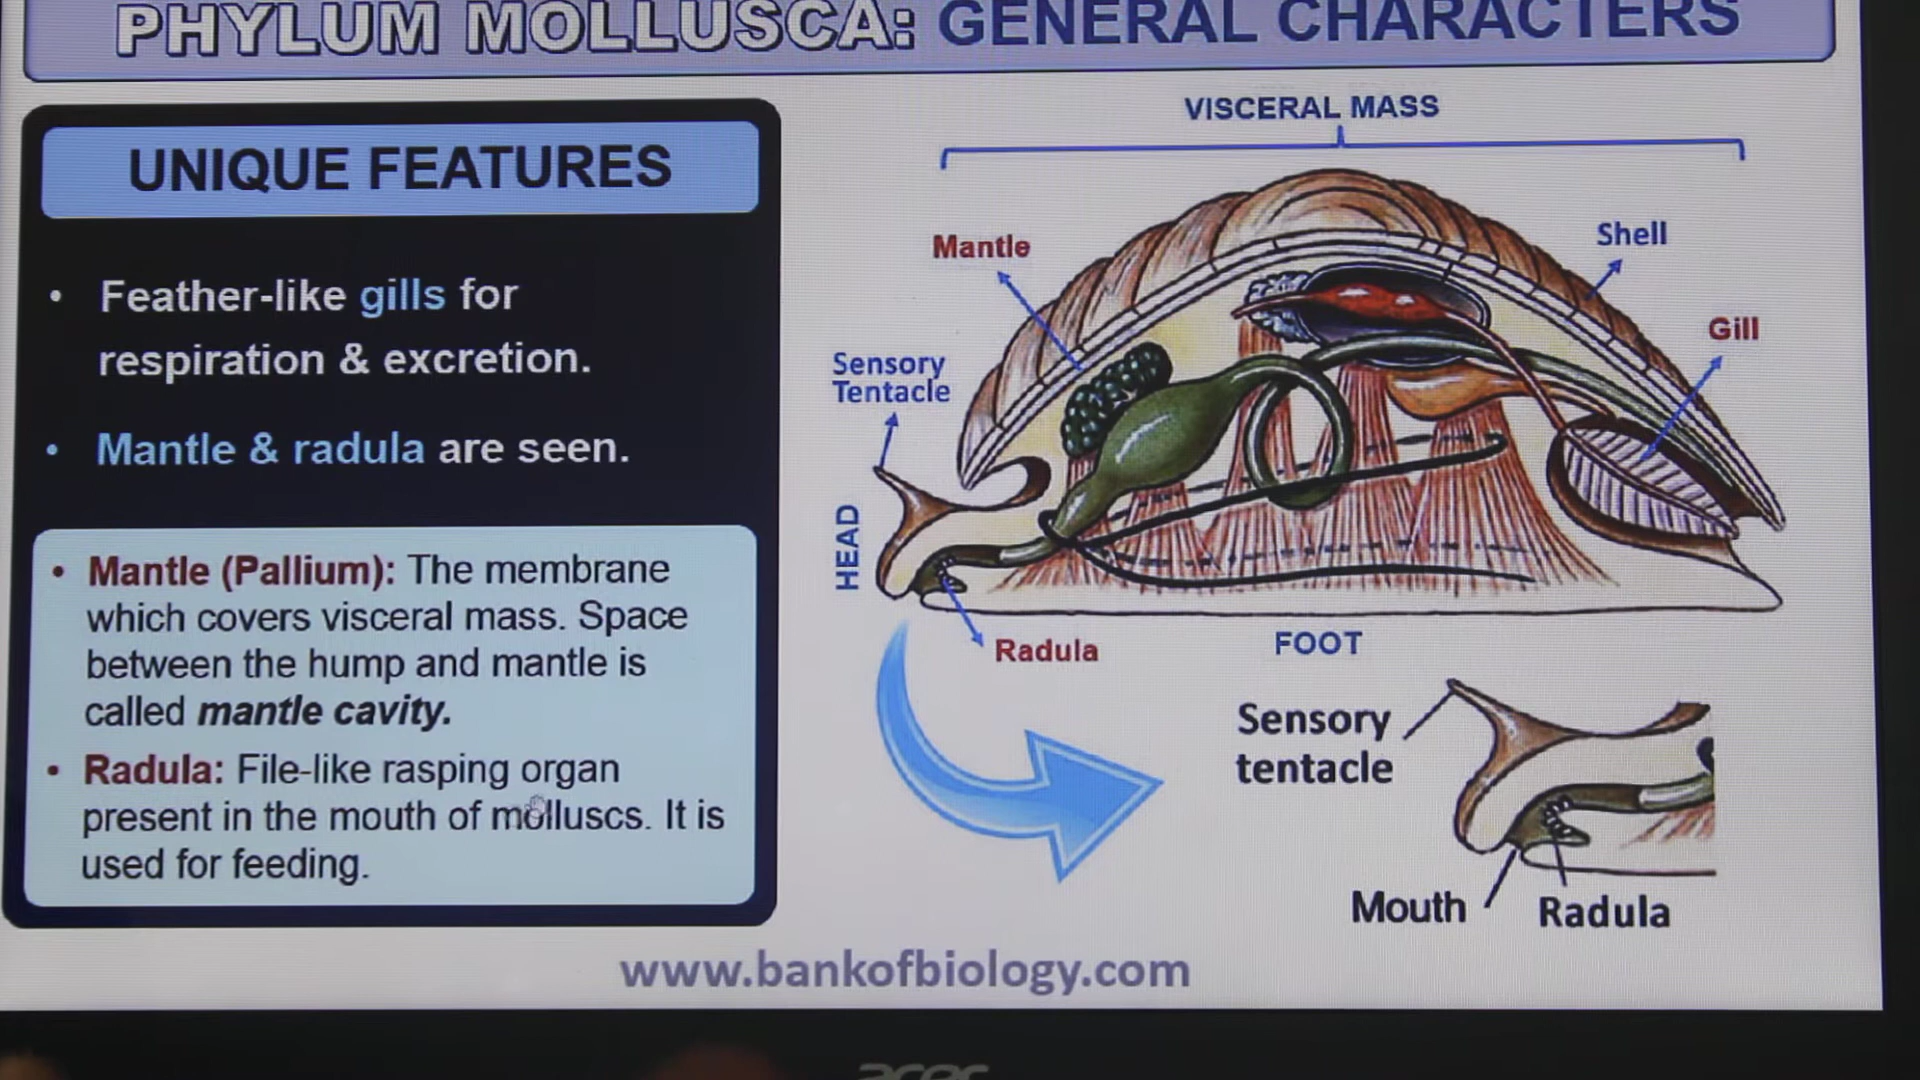 PHYLUM MOLLUSCA: GENERAL CHARACTERS
UNIQUE FEATURES
• Feather-like gills for
respiration & excretion.
• Mantle & radula are seen.
• Mantle (Pallium): The membrane
which covers visceral mass. Space
between the hump and mantle is
called mantle cavity.
• Radula: File-like rasping organ
present in the mouth of molluscs. It is
used for feeding.
VISCERAL MASS
Mantle
Shell
Gill
Sensory
Tentacle
HEAD
Radula
FOOT
Sensory
tentacle
Mouth
Radula
www.bankofbiology.com
acer